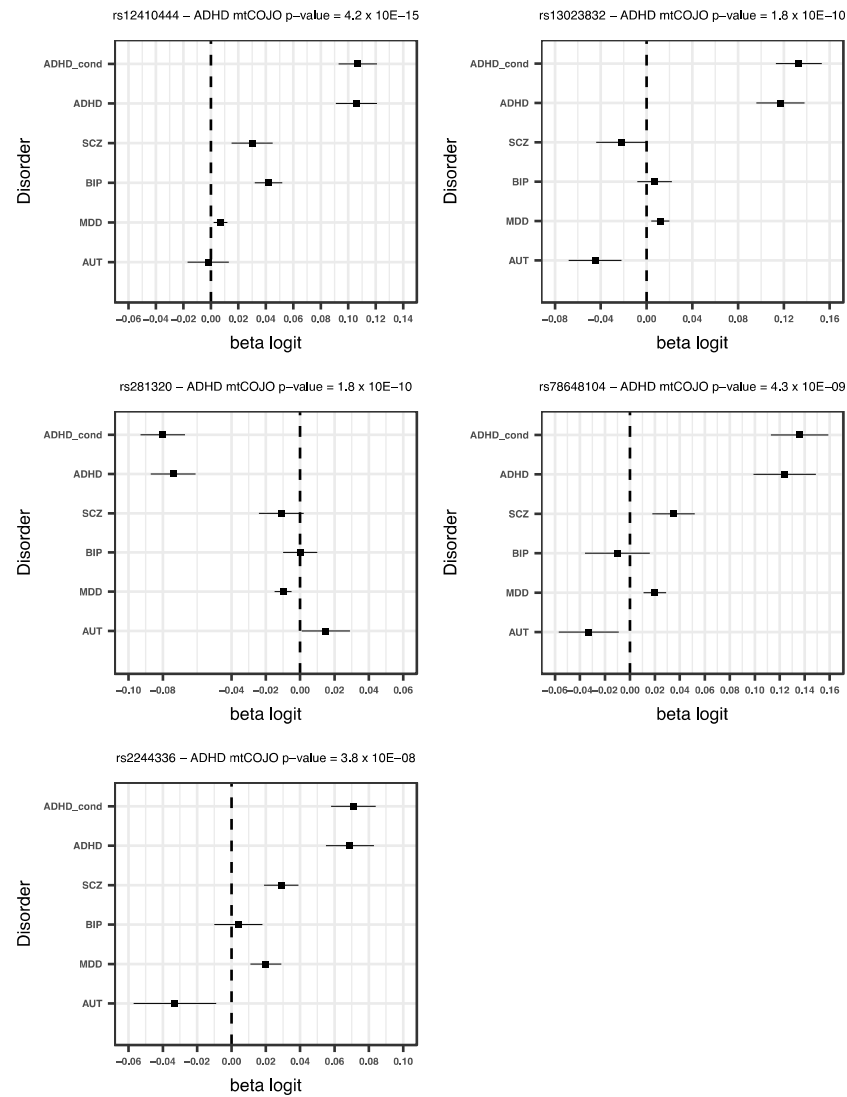 rs12410444 – ADHD mtCOJO p−value = 4.2 x 10E−15
ADHD_cond
ADHD
SCZ
BIP
MDD
AUT
Disorder
−0.06 −0.04 −0.02 0.00 0.02 0.04 0.06 0.08 0.10 0.12 0.14
beta logit
rs13023832 – ADHD mtCOJO p−value = 1.8 x 10E−10
ADHD_cond
ADHD
SCZ
BIP
MDD
AUT
Disorder
−0.08 −0.04 0.00 0.04 0.08 0.12 0.16
beta logit
rs281320 – ADHD mtCOJO p−value = 1.8 x 10E−10
ADHD_cond
ADHD
SCZ
BIP
MDD
AUT
Disorder
−0.10 −0.08 −0.04 −0.02 0.00 0.02 0.04 0.06
beta logit
rs78648104 – ADHD mtCOJO p−value = 4.3 x 10E−09
ADHD_cond
ADHD
SCZ
BIP
MDD
AUT
Disorder
−0.06 −0.04 −0.02 0.00 0.02 0.04 0.06 0.08 0.10 0.12 0.14 0.16
beta logit
rs2244336 – ADHD mtCOJO p−value = 3.8 x 10E−08
ADHD_cond
ADHD
SCZ
BIP
MDD
AUT
Disorder
−0.06 −0.04 −0.02 0.00 0.02 0.04 0.06 0.08 0.10
beta logit